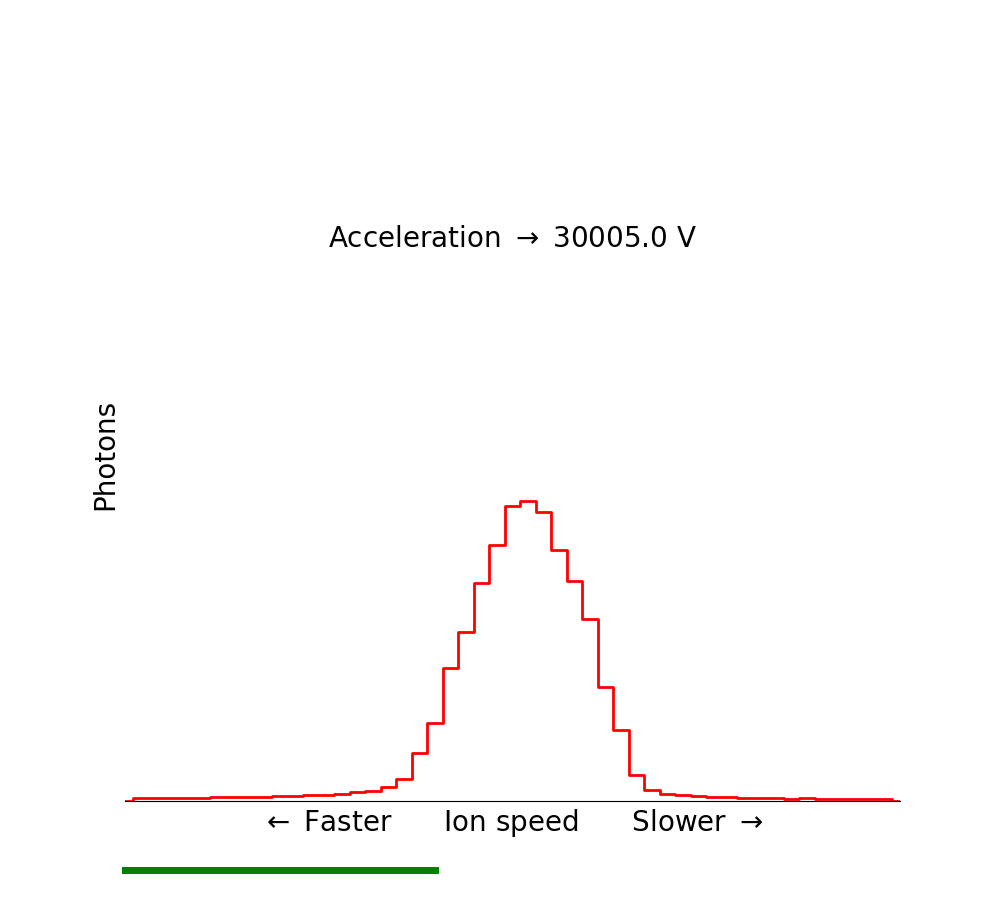 Acceleration → 30005.0 V
Photons
← Faster Ion speed Slower →